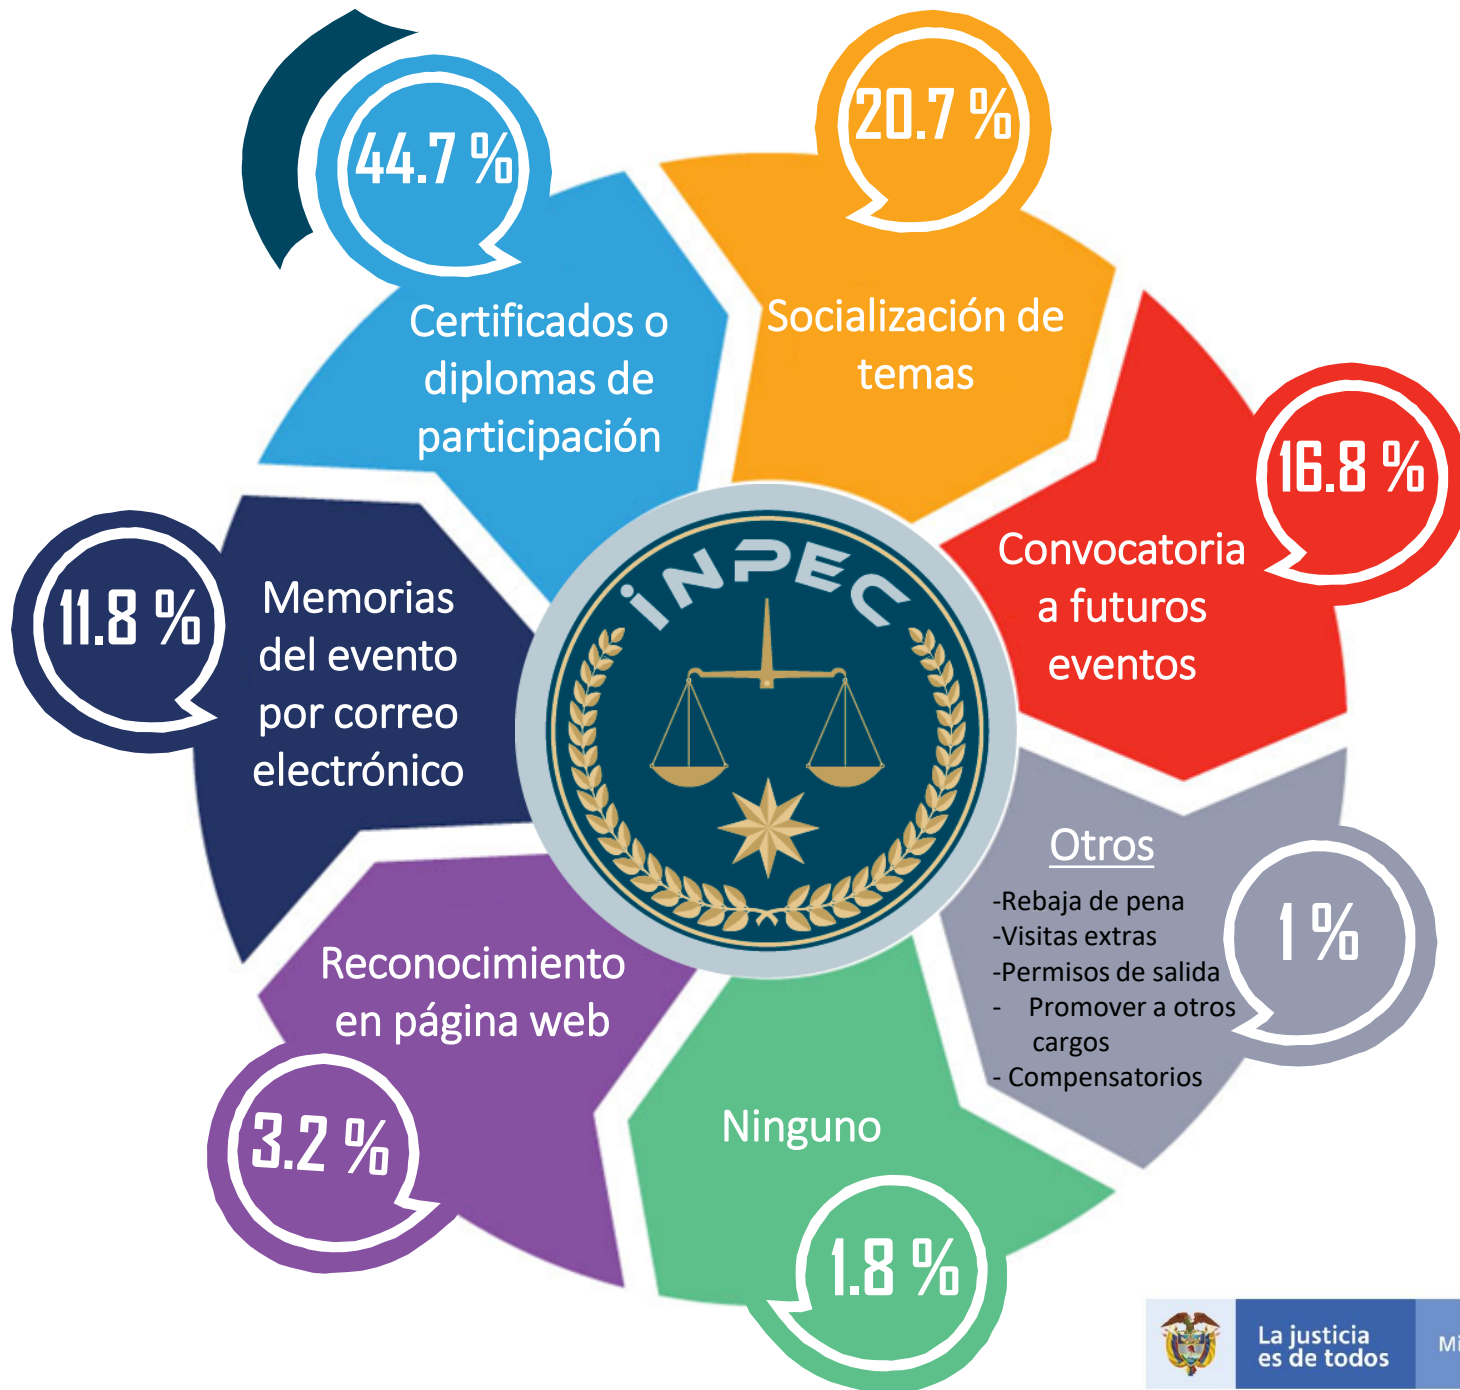 44.7 %
Certificados o
diplomas de
participación
20.7 %
Socialización de
temas
16.8 %
Convocatoria
a futuros
eventos
11.8 %
Memorias
del evento
por correo
electrónico
INPEC
Otros
-Rebaja de pena
-Visitas extras
-Permisos de salida
- Promover a otros
cargos
- Compensatorios
1 %
Reconocimiento
en página web
3.2 %
Ninguno
1.8 %
La justicia
es de todos